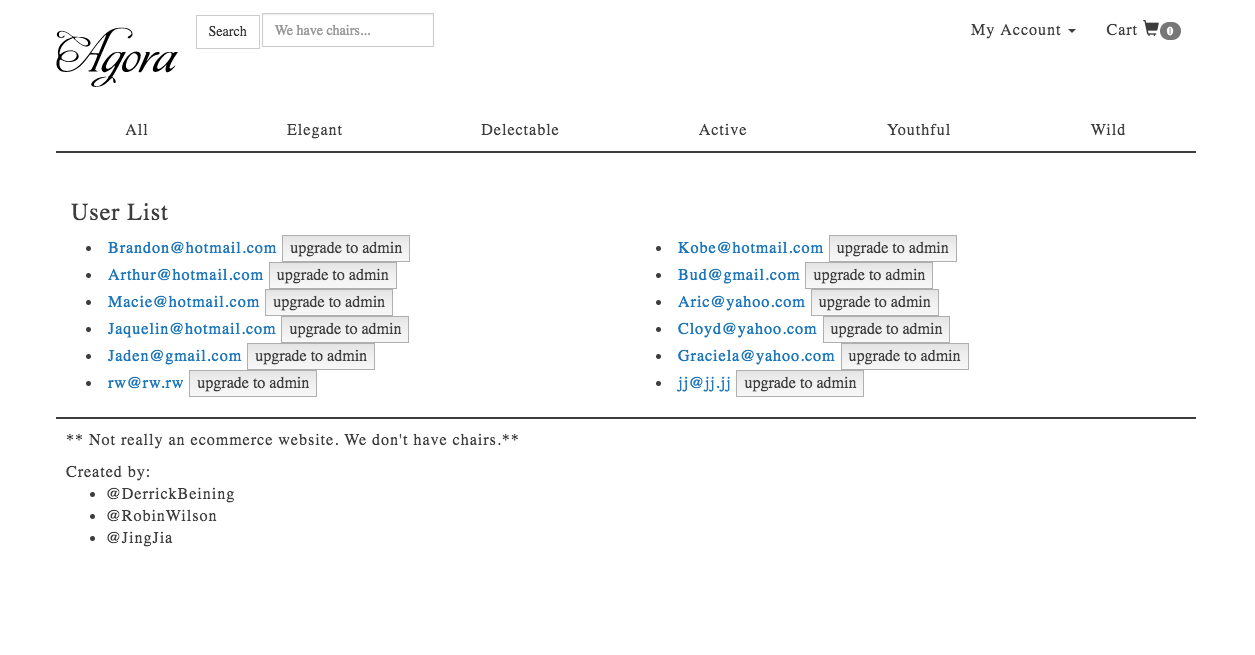 Agora
Search We have chairs...
My Account Cart 0
All Elegant Delectable Active Youthful Wild
User List
Brandon@hotmail.com upgrade to admin
Arthur@hotmail.com upgrade to admin
Macie@hotmail.com upgrade to admin
Jaquelin@hotmail.com upgrade to admin
Jaden@gmail.com upgrade to admin
rw@rw.rw upgrade to admin
Kobe@hotmail.com upgrade to admin
Bud@gmail.com upgrade to admin
Aric@yahoo.com upgrade to admin
Cloyd@yahoo.com upgrade to admin
Graciela@yahoo.com upgrade to admin
jj@jj.jj upgrade to admin
** Not really an ecommerce website. We don't have chairs.**
Created by:
@DerrickBeining
@RobinWilson
@JingJia